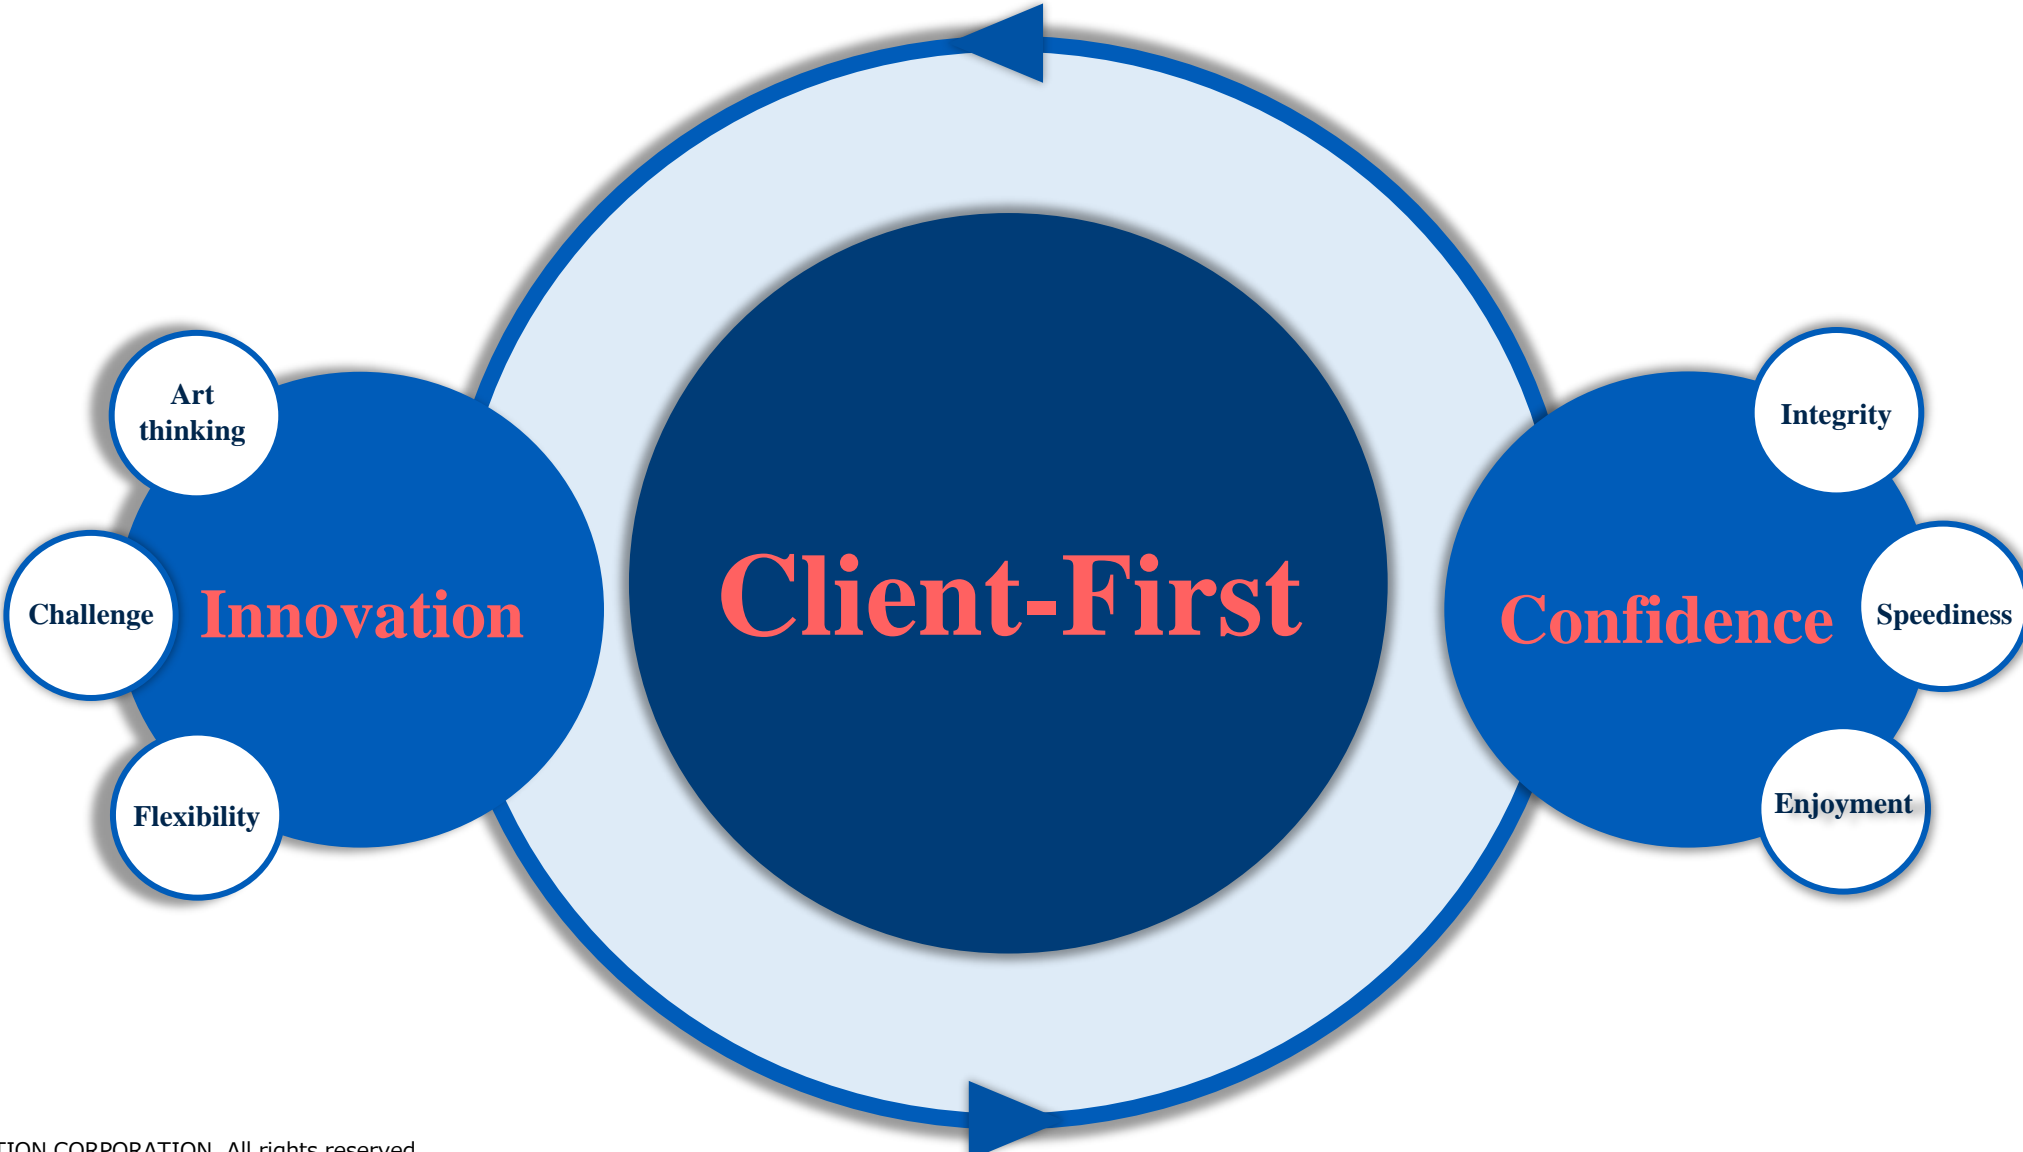 Art
thinking
Challenge
Innovation
Flexibility
Client-First
Confidence
Integrity
Speediness
Enjoyment
CORPORATION. All rights reserved